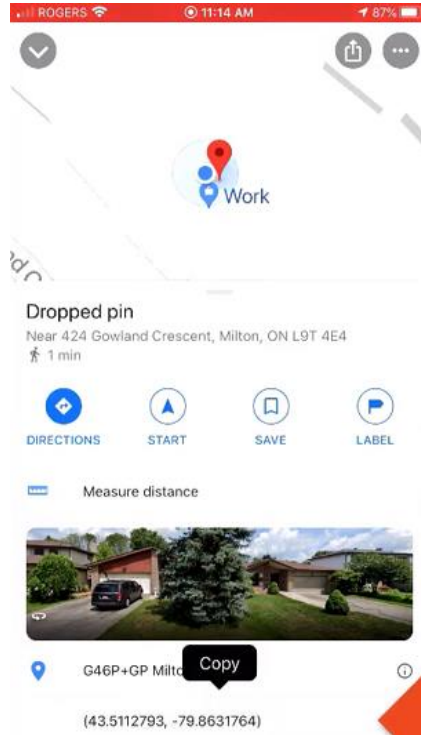 ROGERS 11:14 AM 87%
Work
Dropped pin
Near 424 Gowland Crescent, Milton, ON L9T 4E4
1 min
DIRECTIONS START SAVE LABEL
Measure distance
G46P+GP
Copy
(43.5112793, -79.8631764)